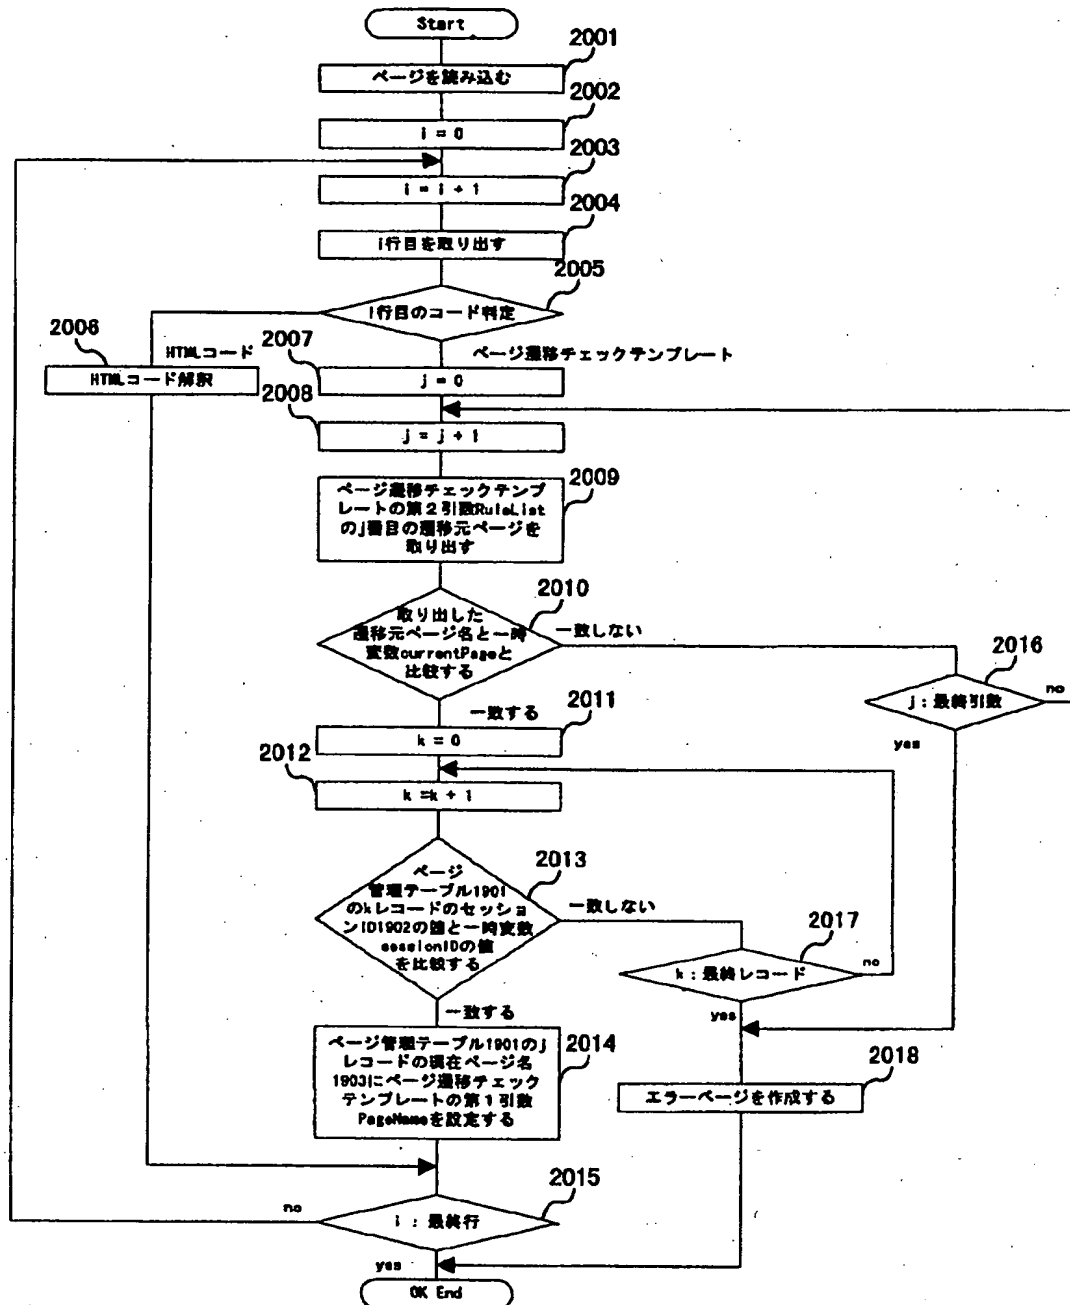 Start
2001
ページを読み込む
2002
i = 0
2003
i = i + 1
2004
i行目を取り出す
2005
i行目のコード判定
2006
HTMLコード
2007
ページ遷移チェックテンプレート
HTMLコード解釈
j = 0
2008
j = j + 1
2009
ページ遷移チェックテンプ
レートの第2引数RuleList
のj番目の遷移元ページを
取り出す
2010
取り出した
遷移元ページ名と一時
変数currentPageと
比較する
一致しない
2016
j:最終引数
no
yes
一致する
2011
k = 0
2012
k =k + 1
2013
ページ
管理テーブル1901
のkレコードのセッショ
ンID1902の値と一時変数
sessionIDの値
を比較する
一致しない
2017
k:最終レコード
no
yes
一致する
2014
ページ管理テーブル1901のj
レコードの現在ページ名
1903にページ遷移チェック
テンプレートの第1引数
PageNameを設定する
2018
エラーページを作成する
2015
no
i : 最終行
yes
OK End